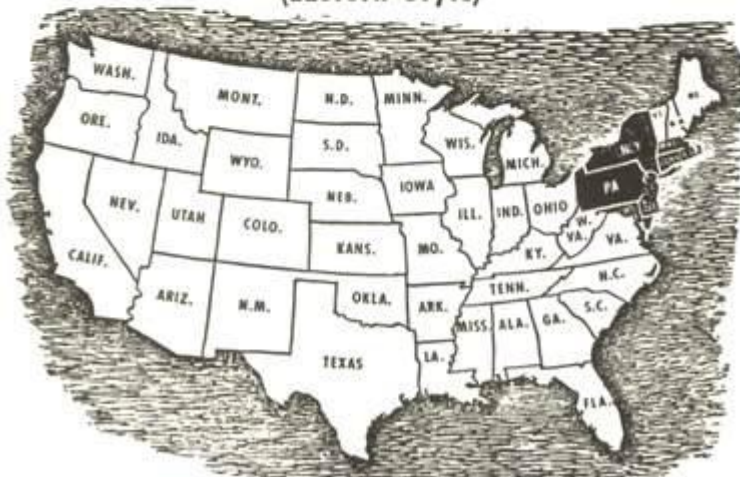 WASH.
MONT.
N.D.
MINN.
ORE.
IDA.
S.D.
WIS.
MICH.
N.Y
WYO.
PA
NEB.
IOWA
NEV.
UTAH
COLO.
ILL.
IND.
OHIO
W.
VA.
VA.
KANS.
MO.
KY.
CALIF.
N.C.
ARIZ.
N.M.
OKLA.
TENN.
ARK.
S.C.
MISS.
ALA.
GA.
TEXAS
LA.
FLA.